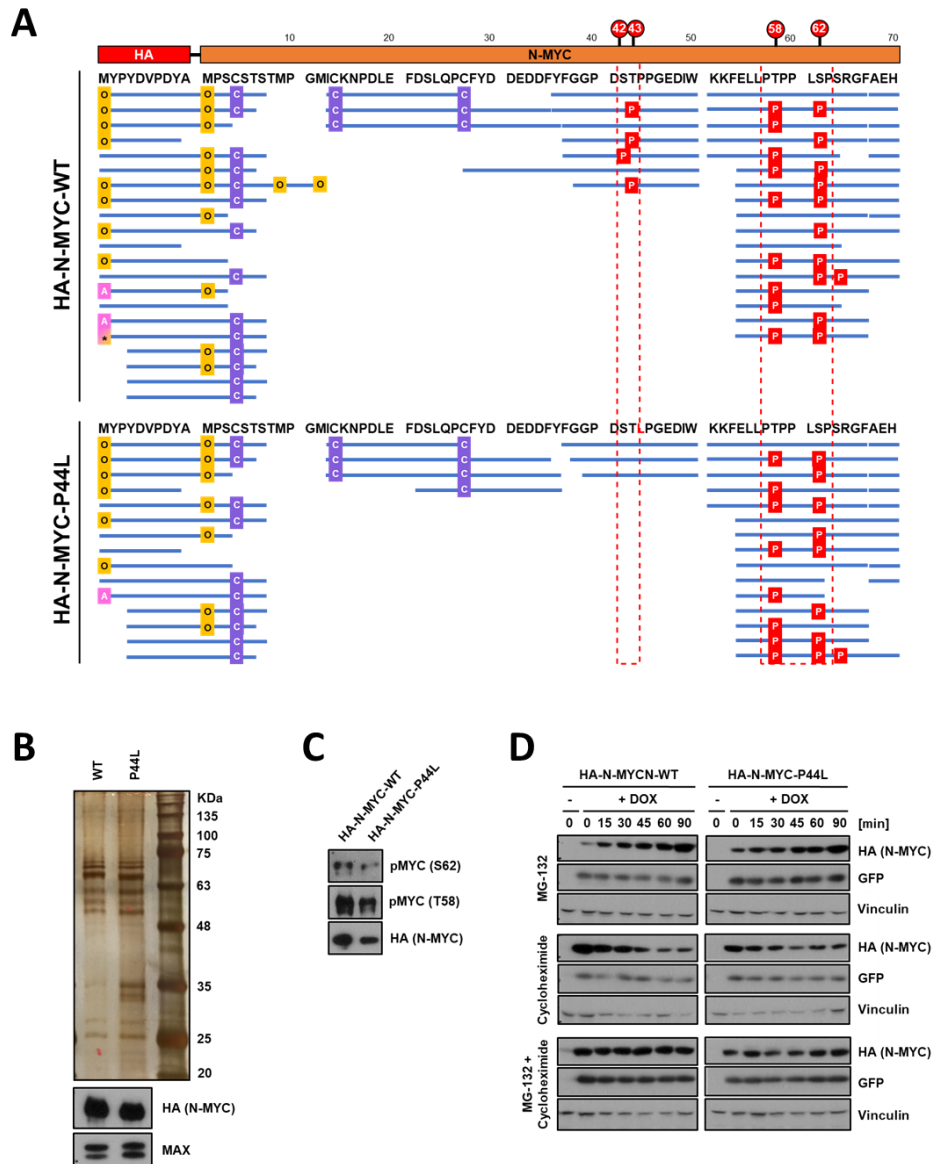 A
42 43 58 62
10 20 30 40 50 60 70
HA N-MYC
HA-N-MYC-WT
MYPYDVPDYA MPSCSTSTMP GMICKNPDLE FDSLQPCFYD DEDDFYFGGP DSTPPGEDIW KKFELLPTPP LSPSRGFAEH
O O C C C
O O C C C P P P
O O C C C P
O P P P
O C P
O C P P
O O C O O P P
O C P P
O
O C P
O O P P
C P P
A O P
P
A C P
* C P P
O C
O C
C
C
HA-N-MYC-P44L
MYPYDVPDYA MPSCSTSTMP GMICKNPDLE FDSLQPCFYD DEDDFYFGGP DSTLPGEDIW KKFELLPTPP LSPSRGFAEH
O O C C C
O O C C C P P
O O C C P
O C P
O C P P
O C P
O P
P P
O
C
A C P
O C P
O C P
C P P
C P P P
B
WT P44L
KDa
135
100
75
63
48
35
25
20
HA (N-MYC)
MAX
C
HA-N-MYC-WT
HA-N-MYC-P44L
pMYC (S62)
pMYC (T58)
HA (N-MYC)
D
HA-N-MYCN-WT HA-N-MYC-P44L
- + DOX - + DOX
0 0 15 30 45 60 90 0 0 15 30 45 60 90 [min]
MG-132
HA (N-MYC)
GFP
Vinculin
Cycloheximide
HA (N-MYC)
GFP
Vinculin
MG-132 +
Cycloheximide
HA (N-MYC)
GFP
Vinculin